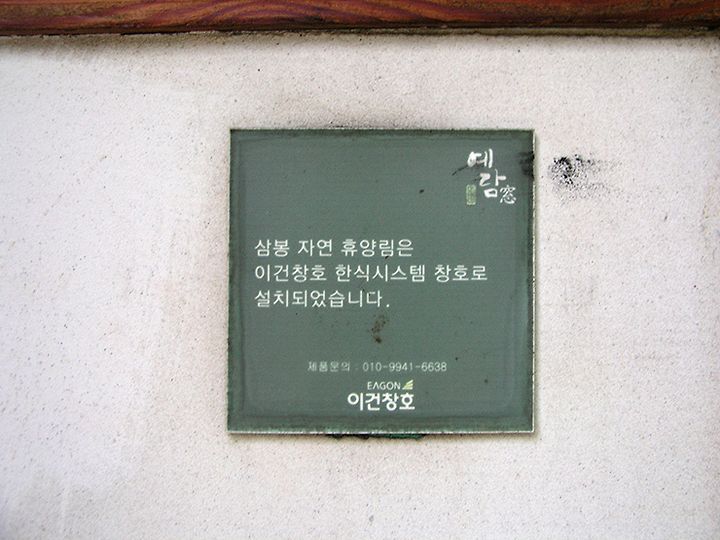 예
람窓
삼봉 자연 휴양림은
이건창호 한식시스템 창호로
설치되었습니다.
제품문의 : 010-9941-6638
EAGON
이건창호